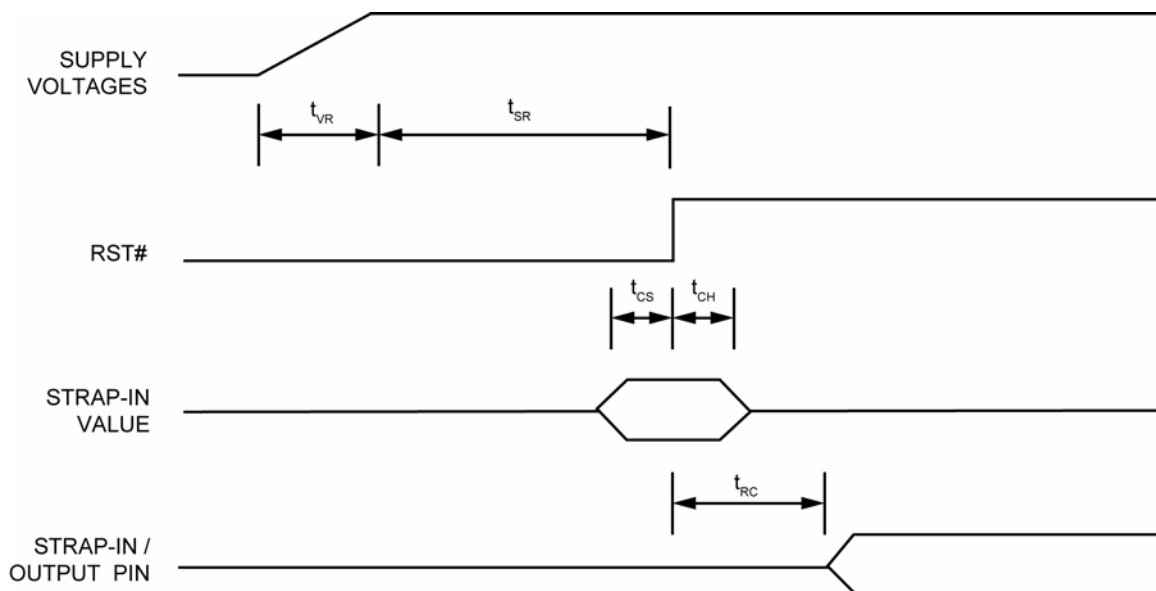 SUPPLY
VOLTAGES
tVR
tSR
RST#
tCS
tCH
STRAP-IN
VALUE
tRC
STRAP-IN /
OUTPUT PIN